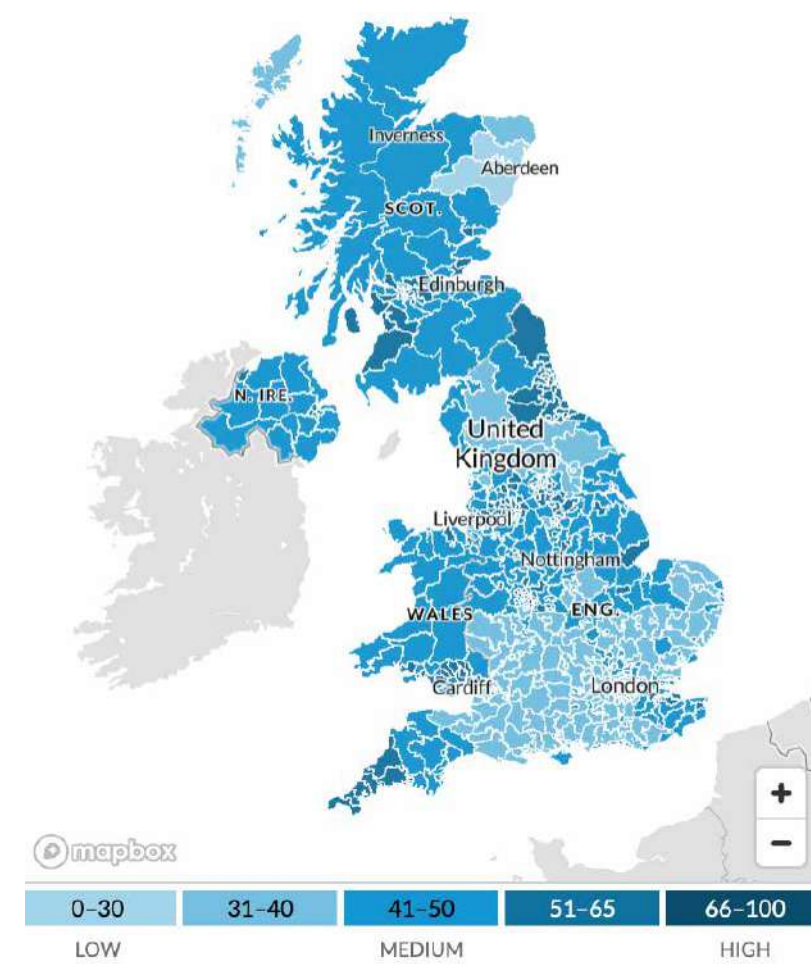 Inverness
Aberdeen
SCOT.
Edinburgh
N. IRE.
United
Kingdom
Liverpool
Nottingham
WALES
ENG.
Cardiff
London
+
−
mapbox
0–30 31–40 41–50 51–65 66–100
LOW MEDIUM HIGH